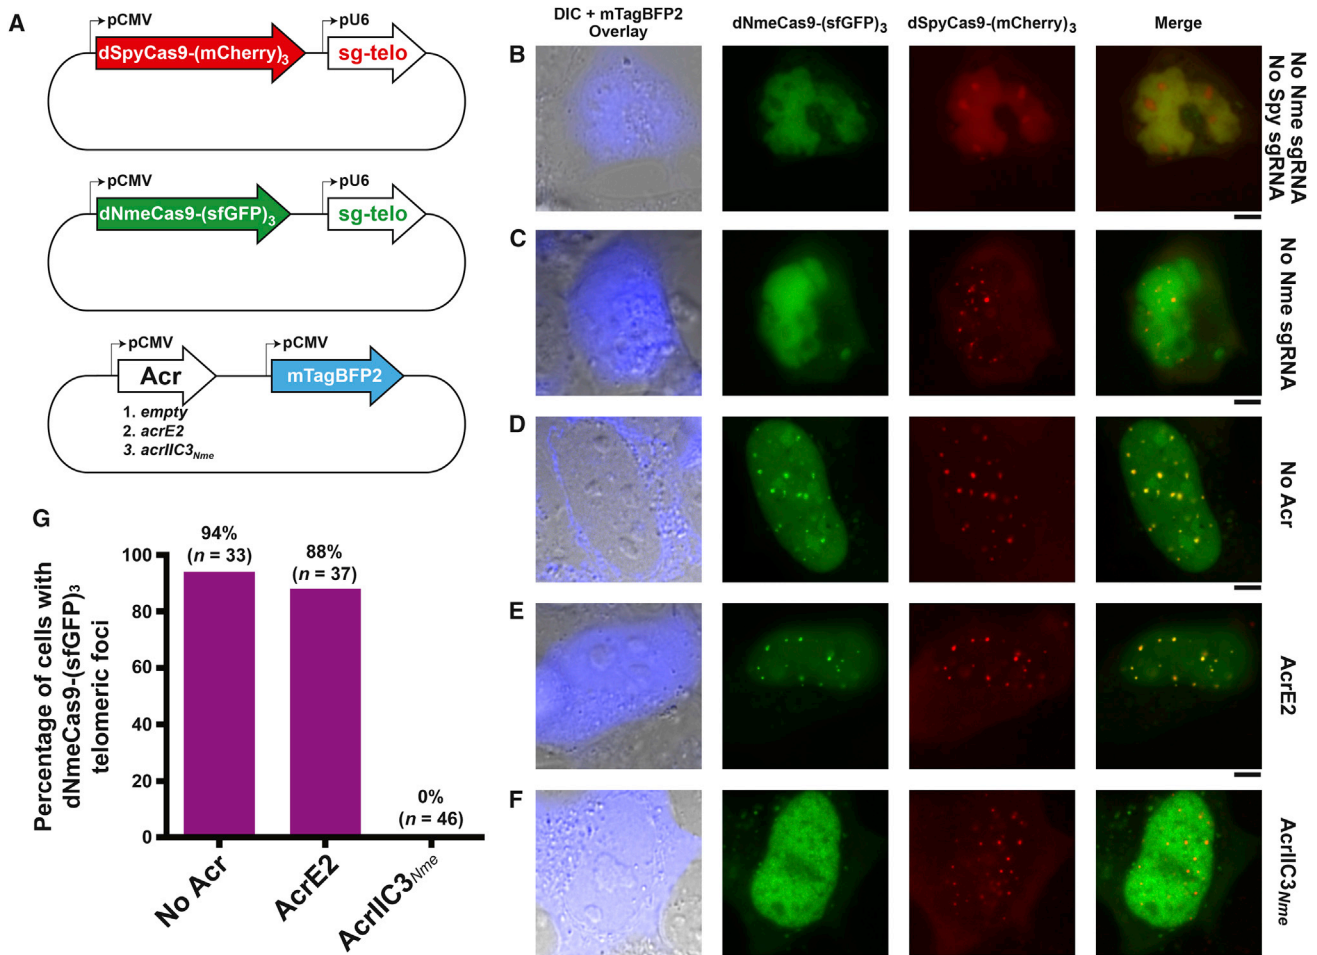 A
pCMV
pU6
dSpyCas9-(mCherry)3
sg-telo
pCMV
pU6
dNmeCas9-(sfGFP)3
sg-telo
pCMV
pCMV
Acr
mTagBFP2
1. empty
2. acrE2
3. acrIIC3Nme
DIC + mTagBFP2
Overlay
dNmeCas9-(sfGFP)3
dSpyCas9-(mCherry)3
Merge
B
No Nme sgRNA
No Spy sgRNA
C
No Nme sgRNA
D
No Acr
E
AcrE2
F
AcrIIC3Nme
G
Percentage of cells with
dNmeCas9-(sfGFP)3
telomeric foci
100
80
60
40
20
0
94%
(n = 33)
88%
(n = 37)
0%
(n = 46)
No Acr
AcrE2
AcrIIC3Nme